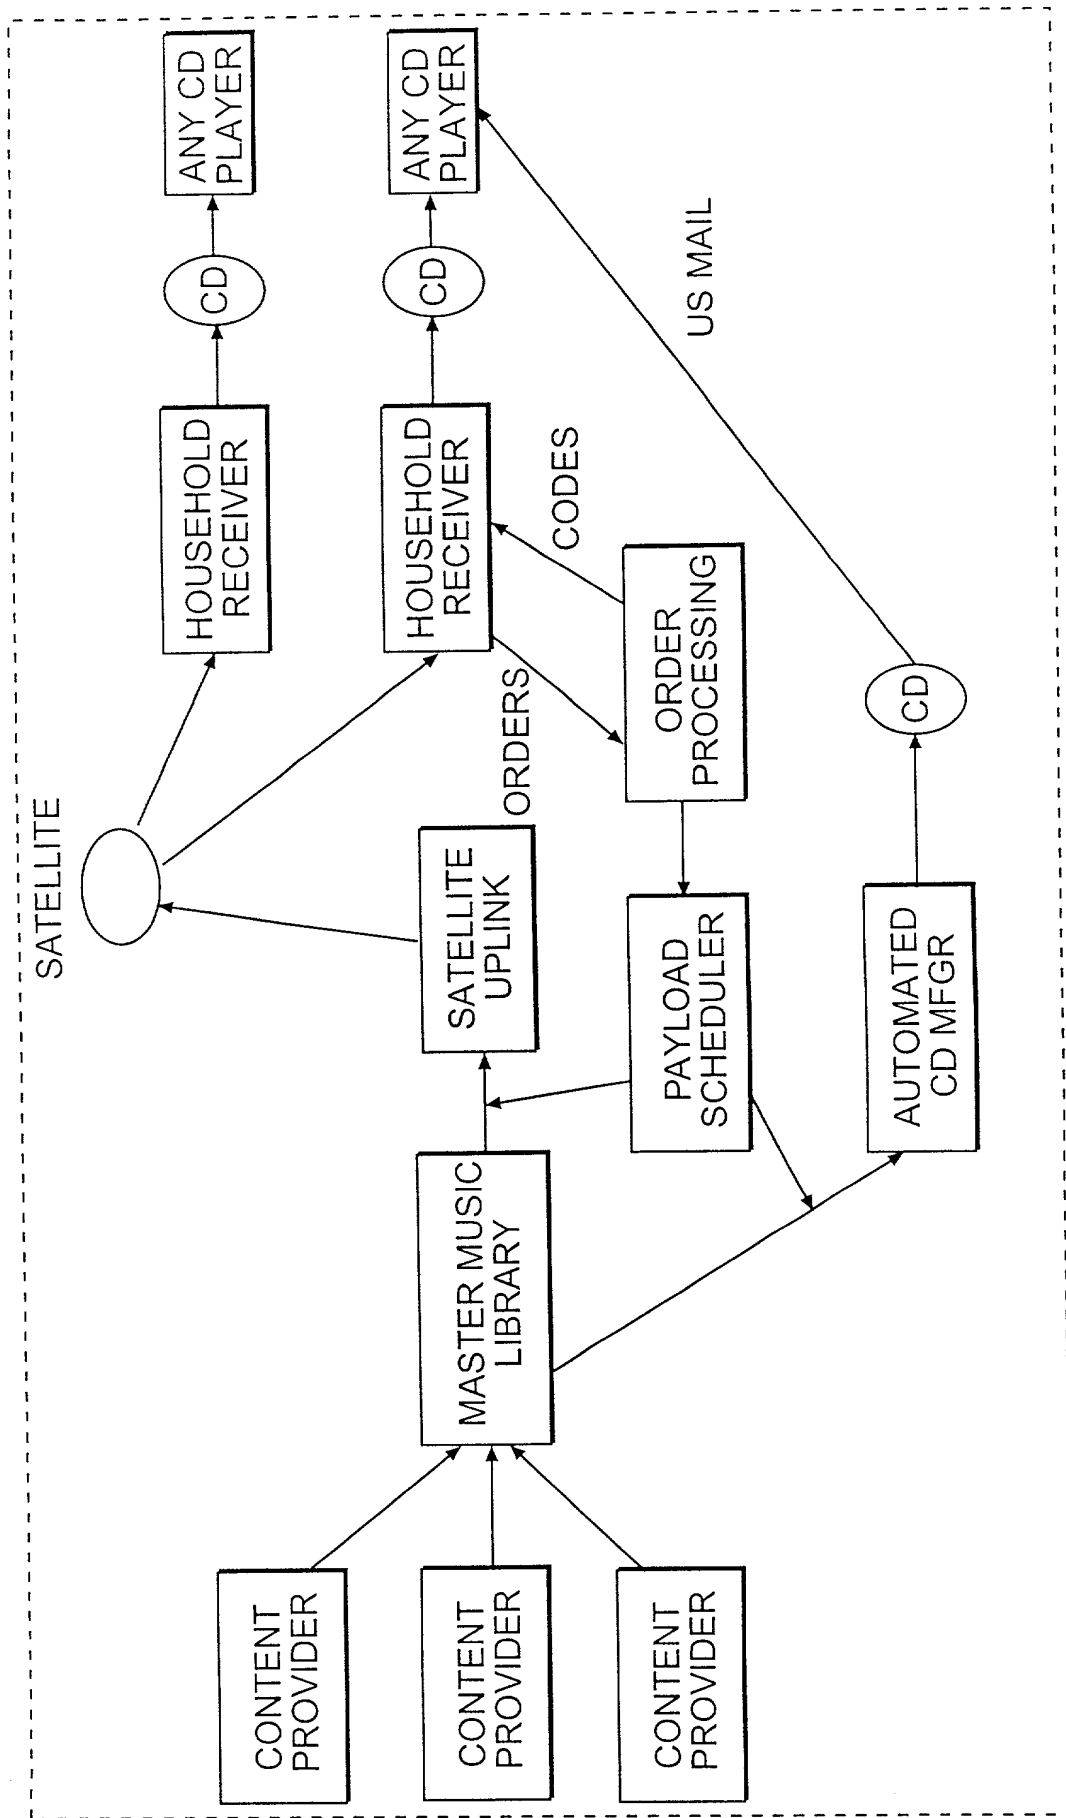 SATELLITE
CONTENT
PROVIDER
CONTENT
PROVIDER
CONTENT
PROVIDER
MASTER MUSIC
LIBRARY
SATELLITE
UPLINK
PAYLOAD
SCHEDULER
AUTOMATED
CD MFGR
ORDERS
ORDER
PROCESSING
CODES
CD
HOUSEHOLD
RECEIVER
HOUSEHOLD
RECEIVER
CD
CD
US MAIL
ANY CD
PLAYER
ANY CD
PLAYER